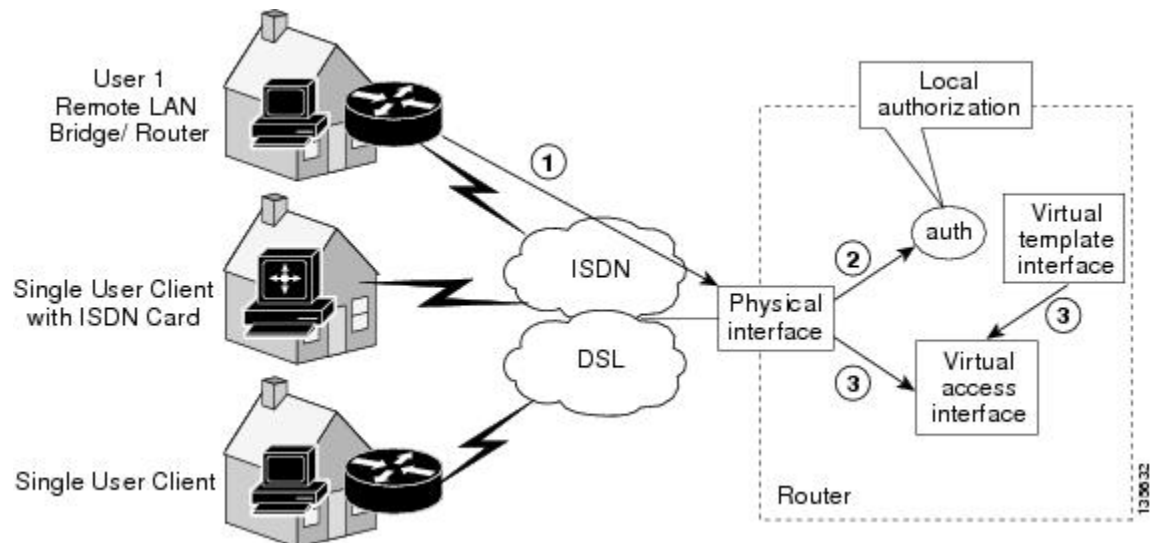 User 1
Remote LAN
Bridge/ Router
Single User Client
with ISDN Card
Single User Client
1
ISDN
DSL
Physical
interface
2
3
Local
authorization
auth
Virtual
template
interface
3
Virtual
access
interface
Router
138632